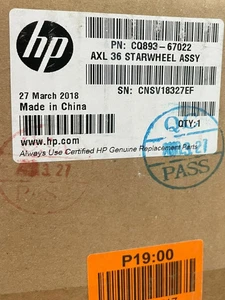 hp
PN: CQ893-67022
AXL 36 STARWHEEL ASSY
27 March 2018
Made in China
SN: CNSV18327EF
QTY:1
www.hp.com
Always Use Certified HP Genuine Replacement Parts
PASS
P19:00